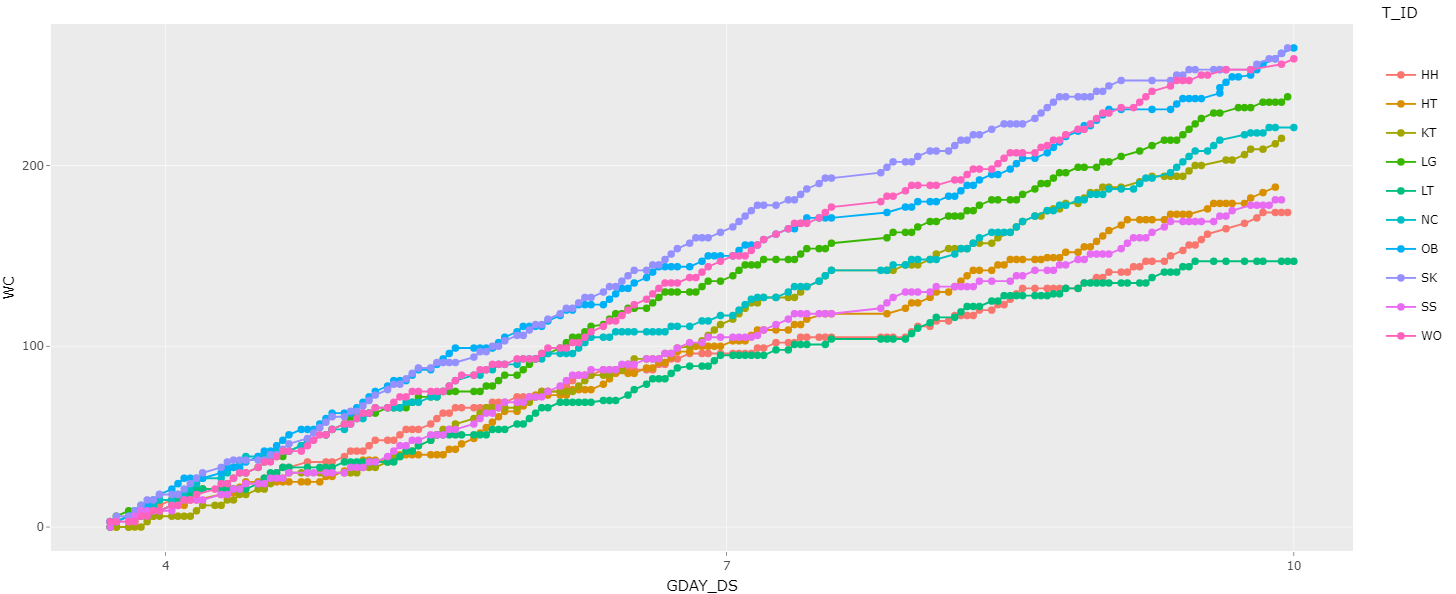 T_ID
HH
HT
KT
LG
LT
NC
OB
SK
SS
WO
WC
200
100
0
4
7
10
GDAY_DS